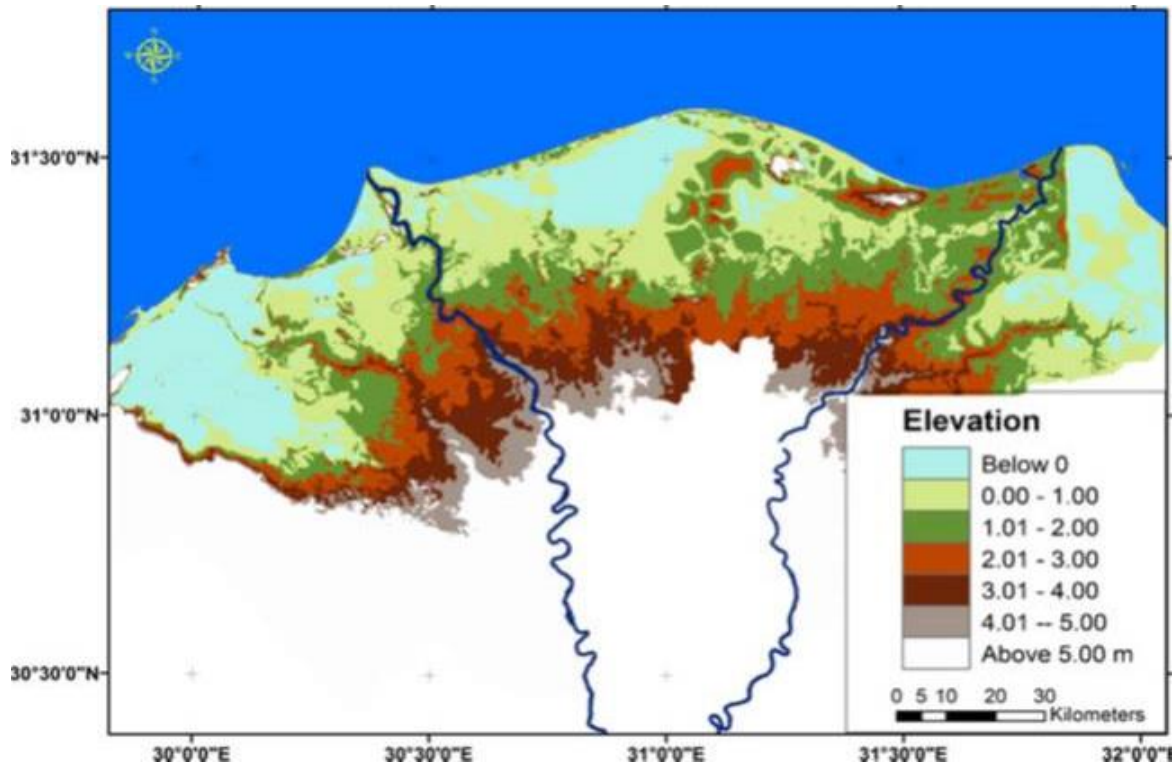 31°30'0"N
31°0'0"N
30°30'0"N
Elevation
Below 0
0.00 - 1.00
1.01 - 2.00
2.01 - 3.00
3.01 - 4.00
4.01 -- 5.00
Above 5.00 m
0 5 10 20 30
Kilometers
30°0'0"E 30°30'0"E 31°0'0"E 31°30'0"E 32°0'0"E